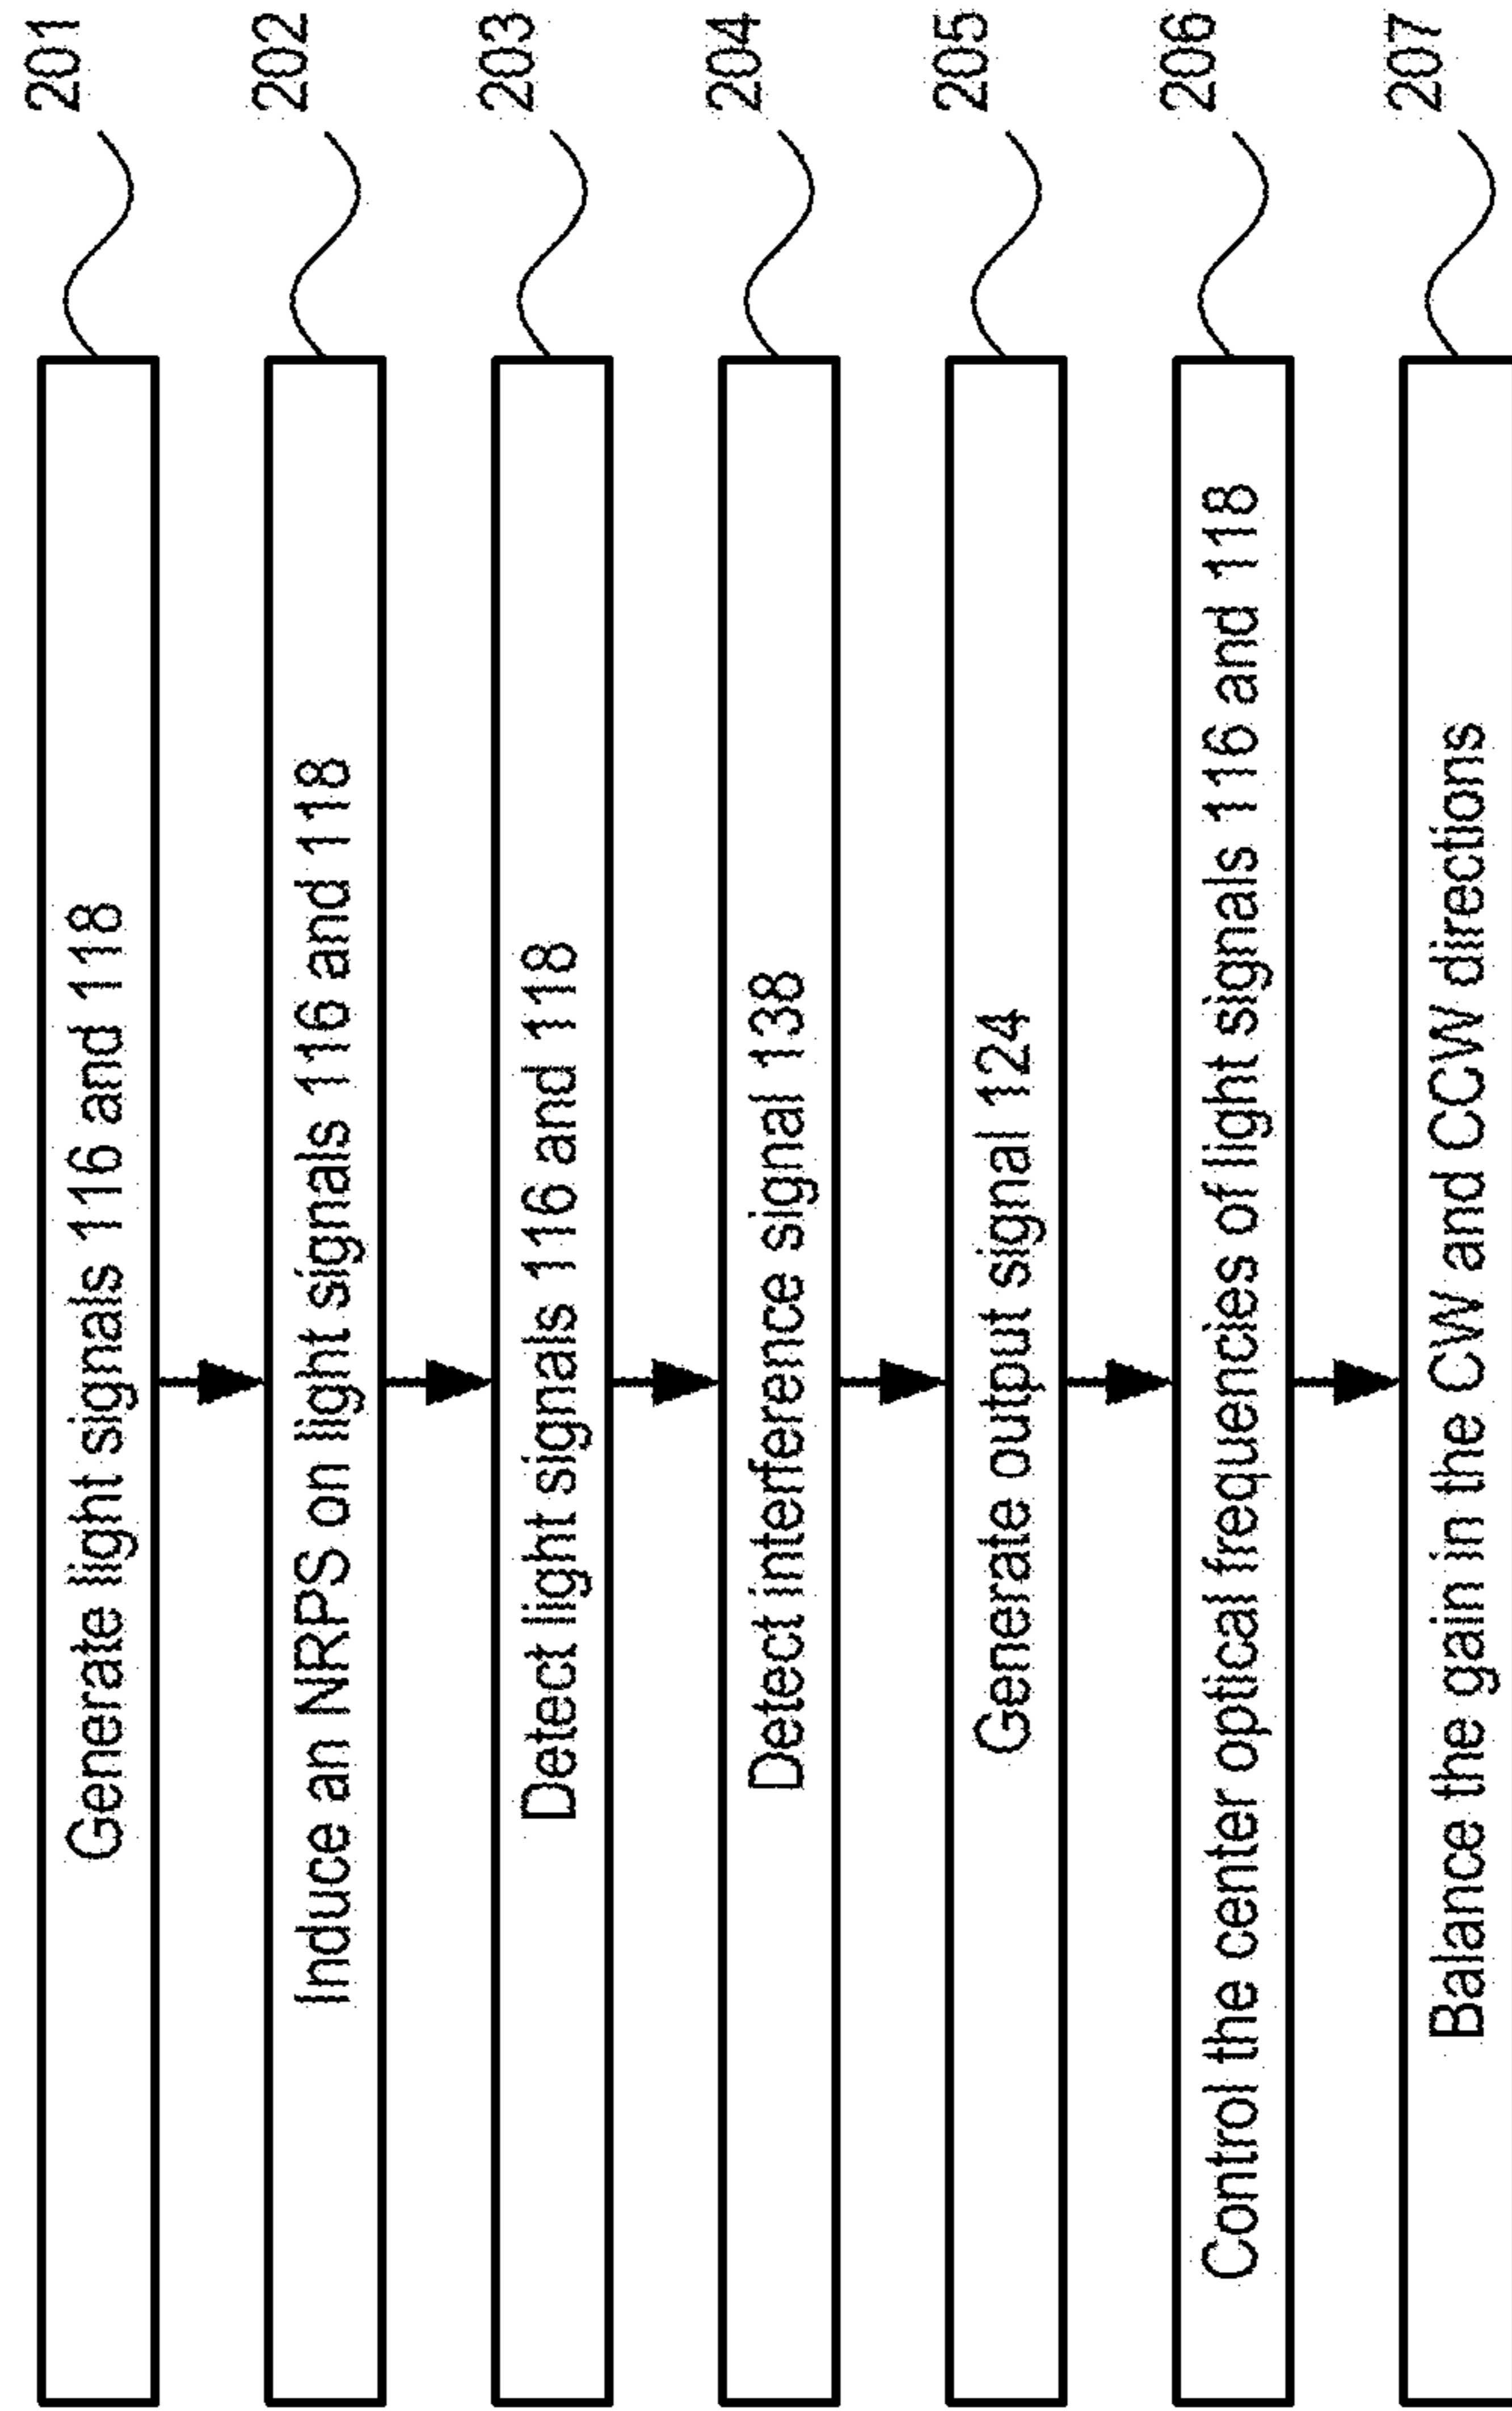 Generate light signals 116 and 118 201
Induce an NRPS on light signals 116 and 118 202
Detect light signals 116 and 118 203
Detect interference signal 138 204
Generate output signal 124 205
Control the center optical frequencies of light signals 116 and 118 206
Balance the gain in the CW and CCW directions 207